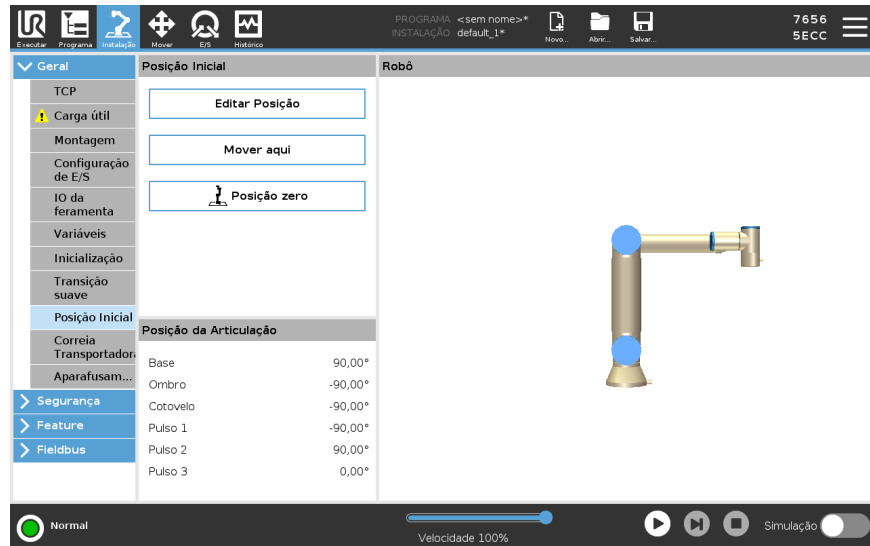 UR
PROGRAMA <sem nome>*
INSTALAÇÃO default_1*
7656
5ECC
Executar
Programa
Instalação
Mover
E/S
Histórico
Novo...
Abrir...
Salvar...
Geral
TCP
Carga útil
Montagem
Configuração
de E/S
IO da
feramenta
Variáveis
Inicialização
Transição
suave
Posição Inicial
Correia
Transportadora
Aparafusam...
Segurança
Feature
Fieldbus
Posição Inicial
Editar Posição
Mover aqui
Posição zero
Posição da Articulação
Base 90,00°
Ombro -90,00°
Cotovelo -90,00°
Pulso 1 -90,00°
Pulso 2 90,00°
Pulso 3 0,00°
Robô
Normal
Velocidade 100%
Simulação